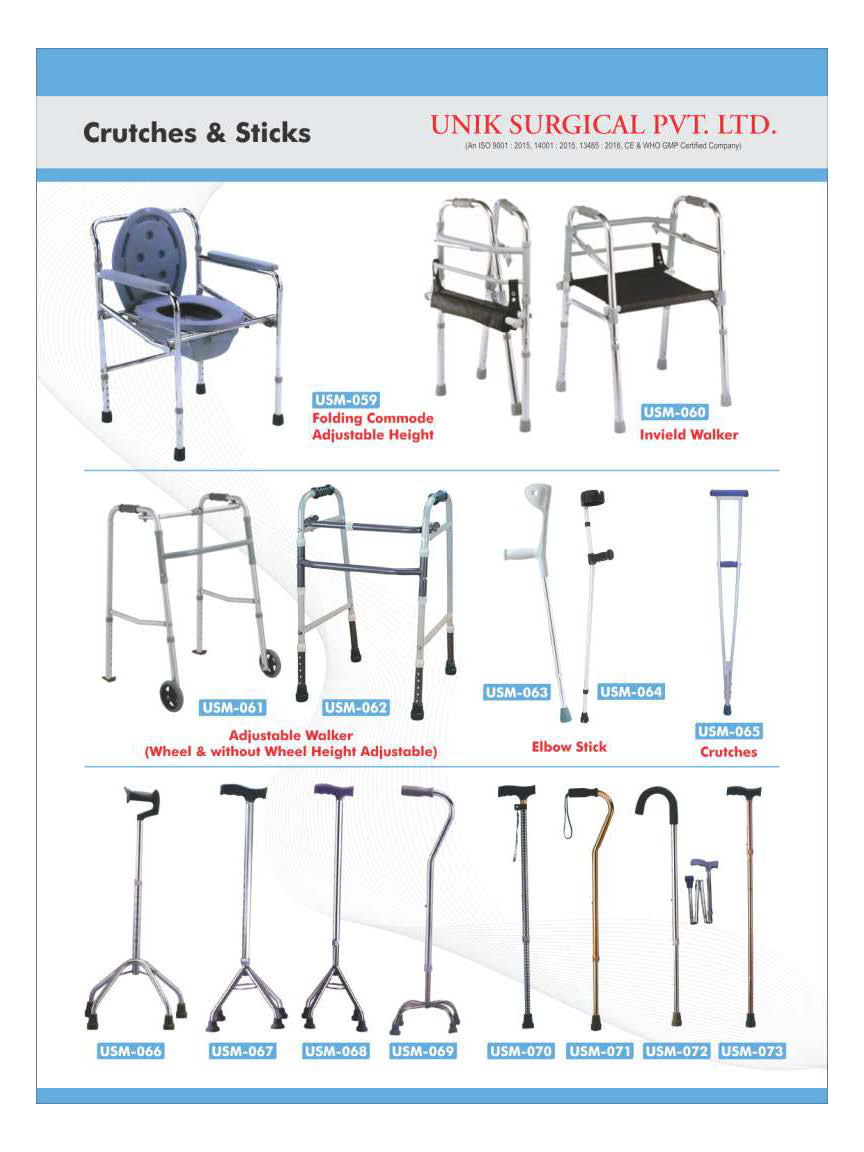 Crutches & Sticks
UNIK SURGICAL PVT. LTD.
(An ISO 9001 : 2015, 14001 : 2015, 13485 : 2016, CE & WHO GMP Certified Company)
USM-059
Folding Commode
Adjustable Height
USM-060
Invield Walker
USM-061
USM-062
Adjustable Walker
(Wheel & without Wheel Height Adjustable)
USM-063
USM-064
Elbow Stick
USM-065
Crutches
USM-066
USM-067
USM-068
USM-069
USM-070
USM-071
USM-072
USM-073